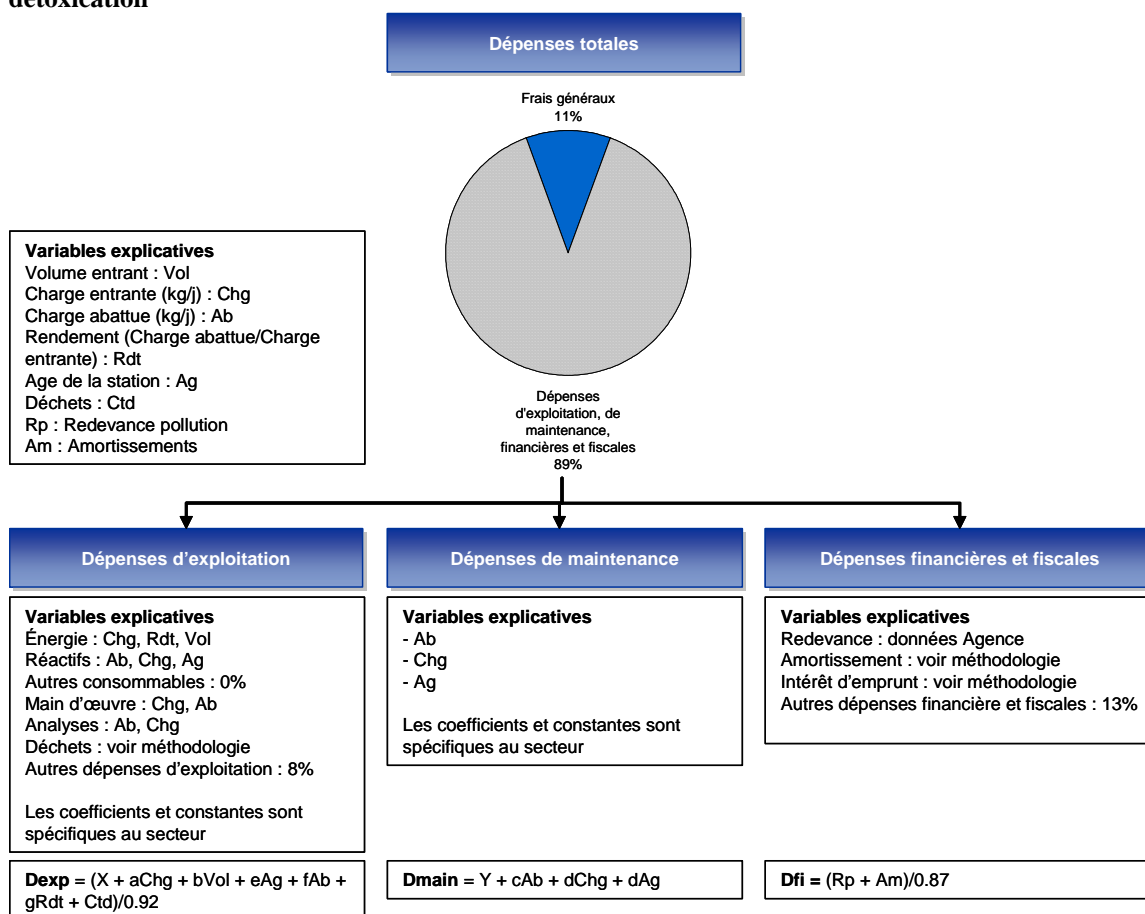 détoxication
Dépenses totales
Frais généraux
11%
Variables explicatives
Volume entrant : Vol
Charge entrante (kg/j) : Chg
Charge abattue (kg/j) : Ab
Rendement (Charge abattue/Charge
entrante) : Rdt
Age de la station : Ag
Déchets : Ctd
Rp : Redevance pollution
Am : Amortissements
Dépenses
d'exploitation, de
maintenance,
financières et fiscales
89%
Dépenses d'exploitation
Variables explicatives
Énergie : Chg, Rdt, Vol
Réactifs : Ab, Chg, Ag
Autres consommables : 0%
Main d'œuvre : Chg, Ab
Analyses : Ab, Chg
Déchets : voir méthodologie
Autres dépenses d'exploitation : 8%
Les coefficients et constantes sont
spécifiques au secteur
Dexp = (X + aChg + bVol + eAg + fAb +
gRdt + Ctd)/0.92
Dépenses de maintenance
Variables explicatives
- Ab
- Chg
- Ag
Les coefficients et constantes sont
spécifiques au secteur
Dmain = Y + cAb + dChg + dAg
Dépenses financières et fiscales
Variables explicatives
Redevance : données Agence
Amortissement : voir méthodologie
Intérêt d'emprunt : voir méthodologie
Autres dépenses financière et fiscales : 13%
Dfi = (Rp + Am)/0.87